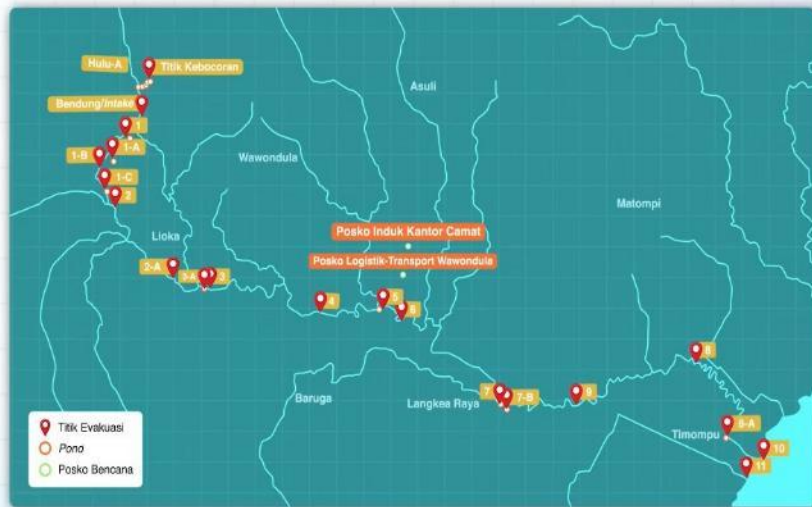 Hulu-A
Titik Kebocoran
Bendung/Intake
Asuli
1
1-A
1-B
Wawondula
1-C
2
Matompi
Posko Induk Kantor Camat
Lioka
Posko Logistik-Transport Wawondula
2-A
3-A
3
4
5
6
8
7
7-B
9
Baruga
Langkea Raya
Titik Evakuasi
Pond
Posko Bencana
Timompu
10
11